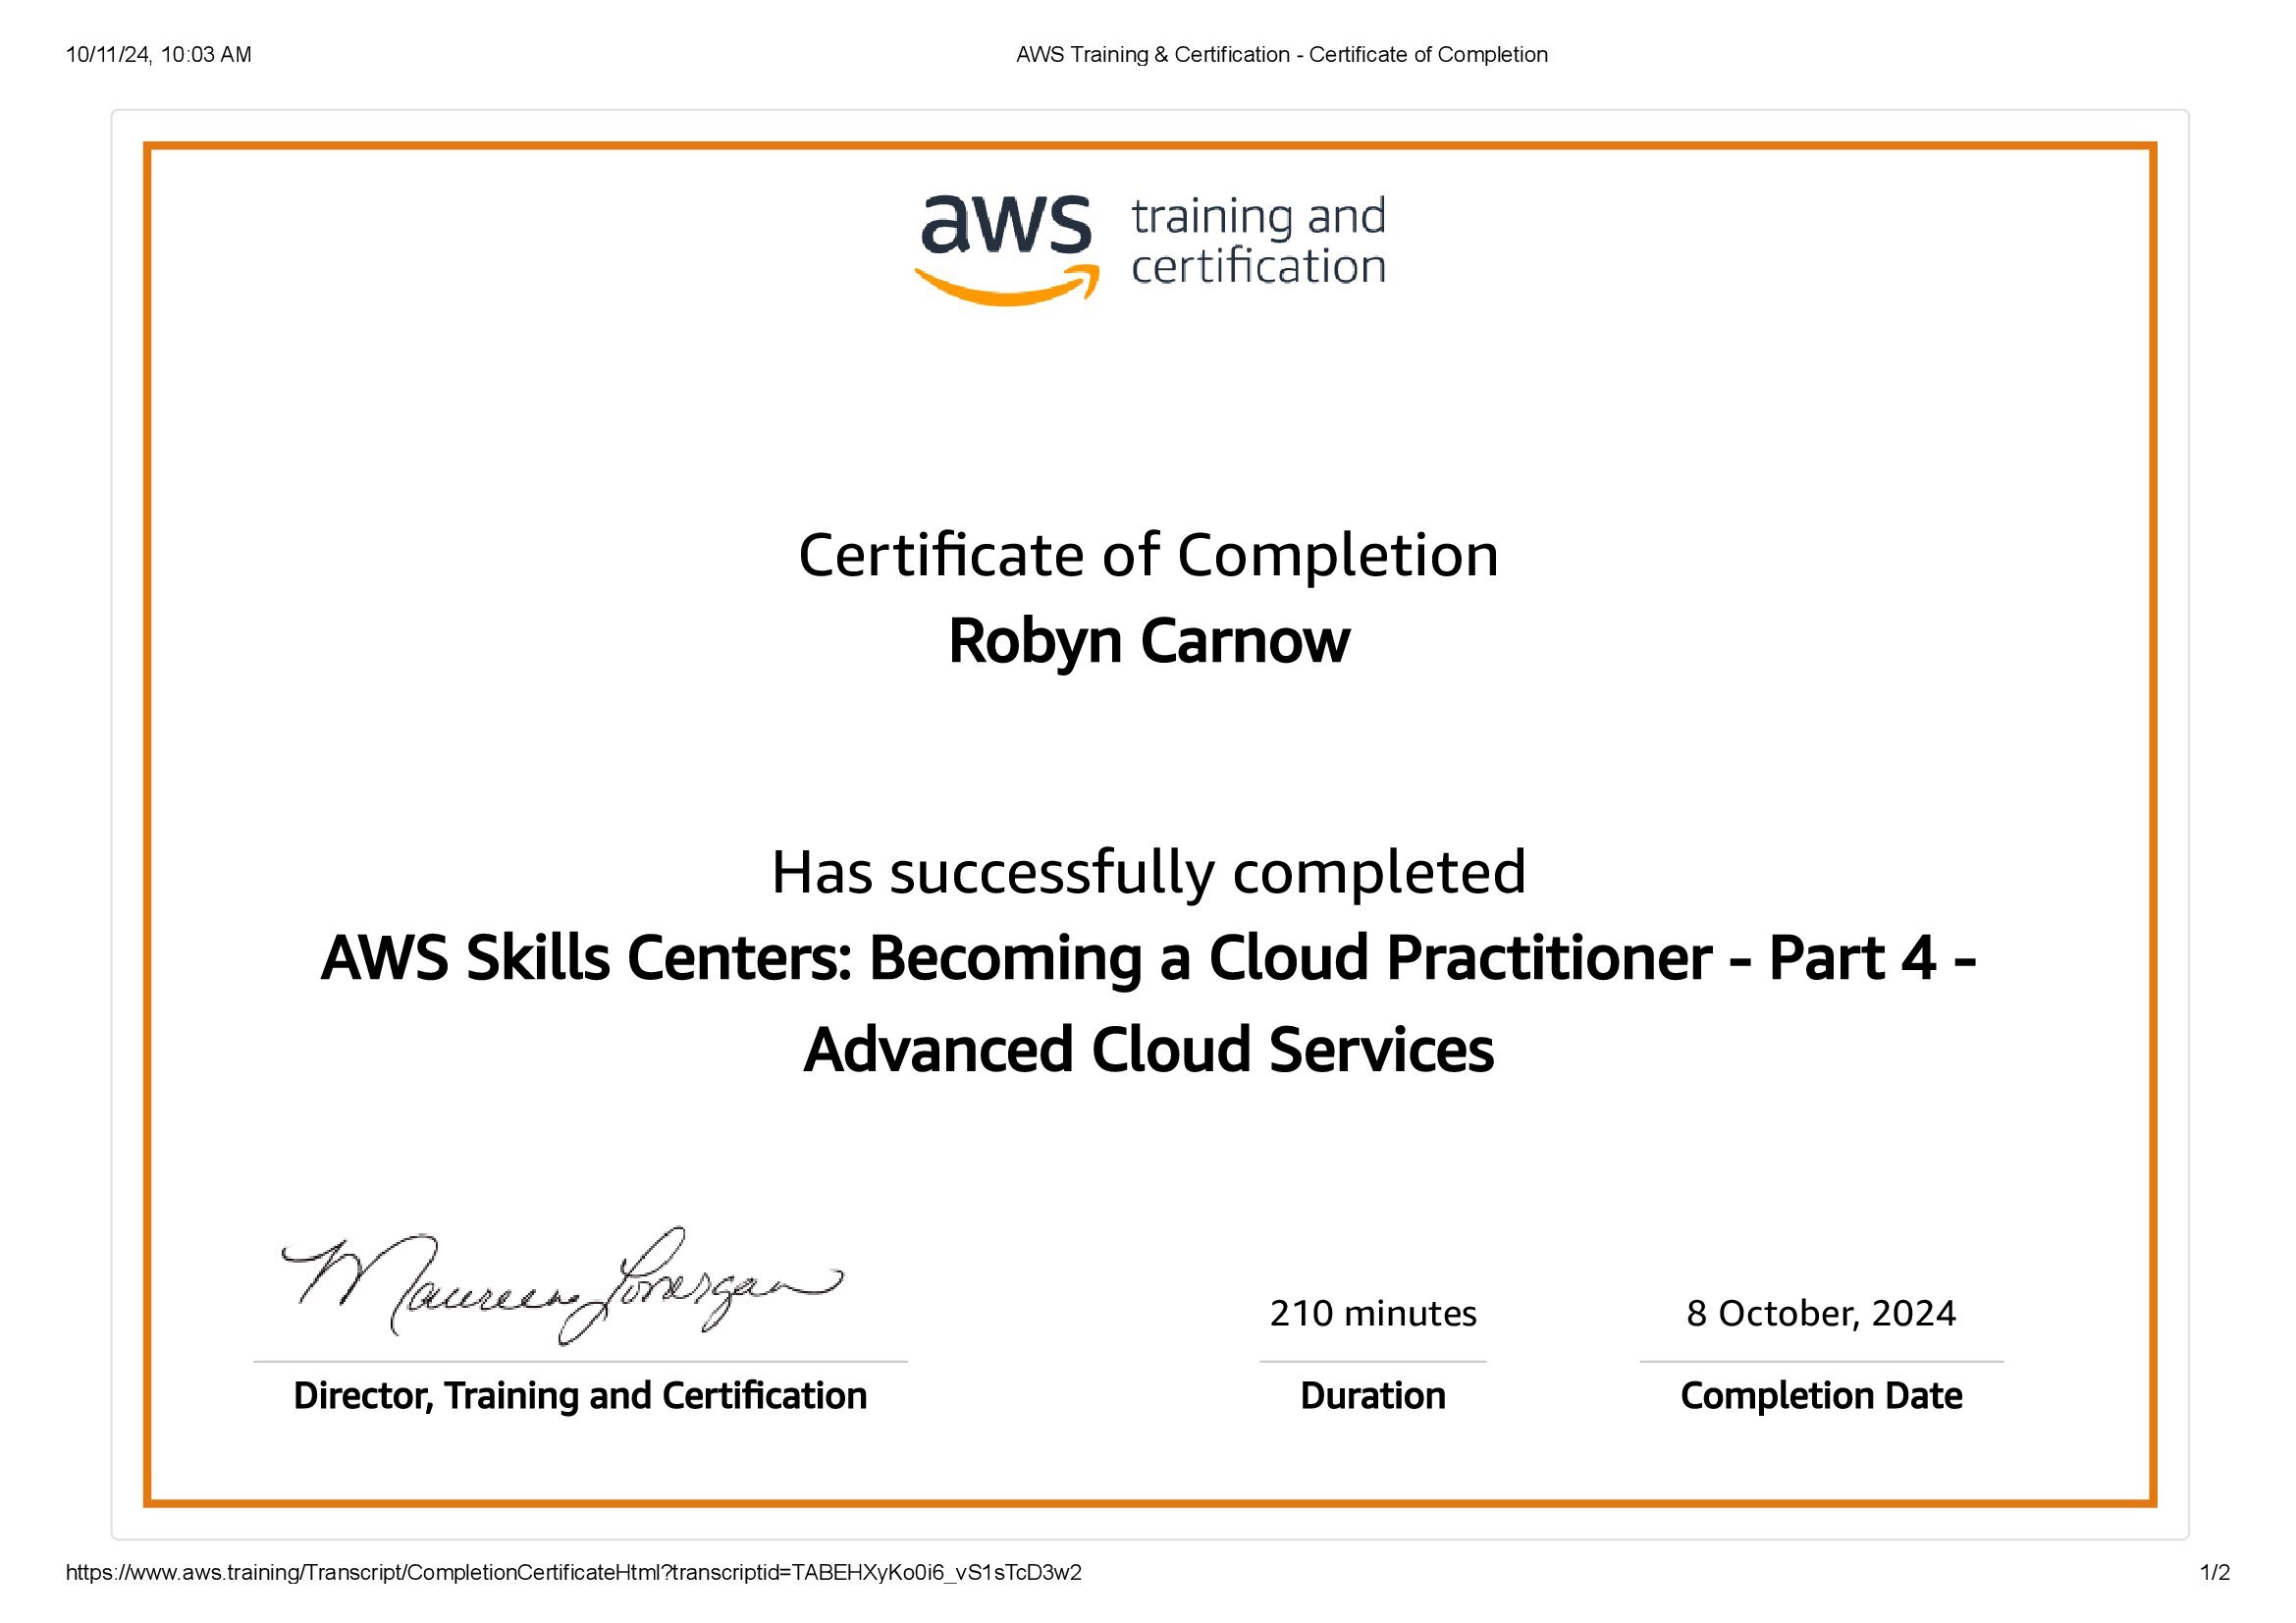 10/11/24, 10:03 AM
AWS Training & Certification - Certificate of Completion
aws
training and
certification
Certificate of Completion
Robyn Carnow
Has successfully completed
AWS Skills Centers: Becoming a Cloud Practitioner - Part 4 -
Advanced Cloud Services
Maureen Lonergan
210 minutes
8 October, 2024
Director, Training and Certification
Duration
Completion Date
https://www.aws.training/Transcript/CompletionCertificateHtml?transcriptid=TABEHXyKo0i6_vS1sTcD3w2
1/2